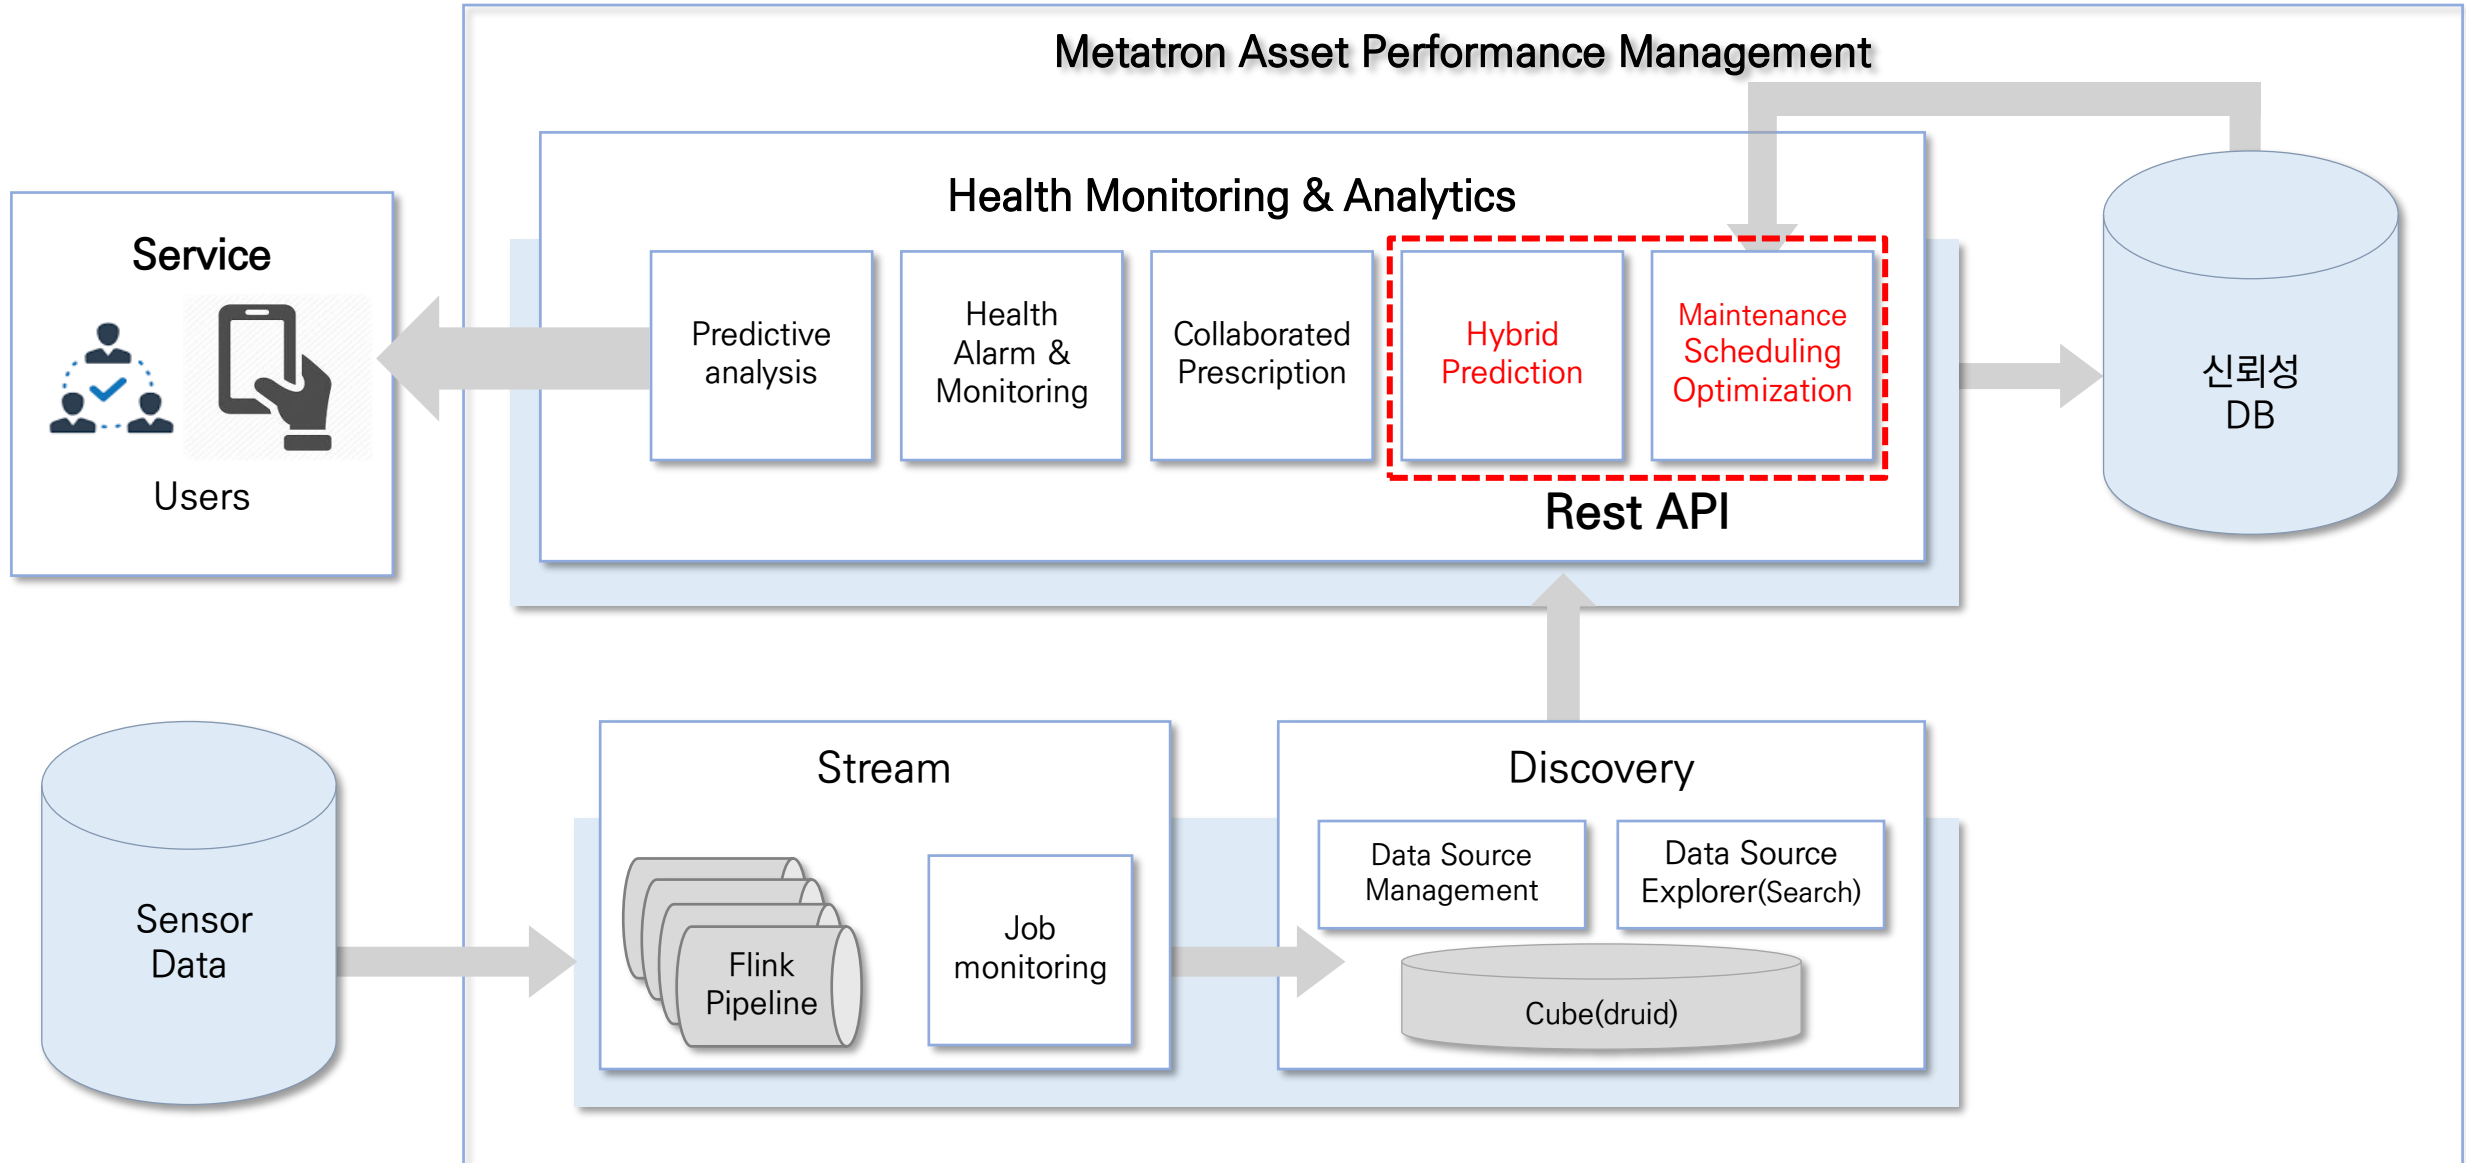 Metatron Asset Performance Management
Health Monitoring & Analytics
Service
Users
Predictive
analysis
Health
Alarm &
Monitoring
Collaborated
Prescription
Hybrid
Prediction
Maintenance
Scheduling
Optimization
Rest API
신뢰성
DB
Sensor
Data
Stream
Flink
Pipeline
Job
monitoring
Discovery
Data Source
Management
Data Source
Explorer(Search)
Cube(druid)